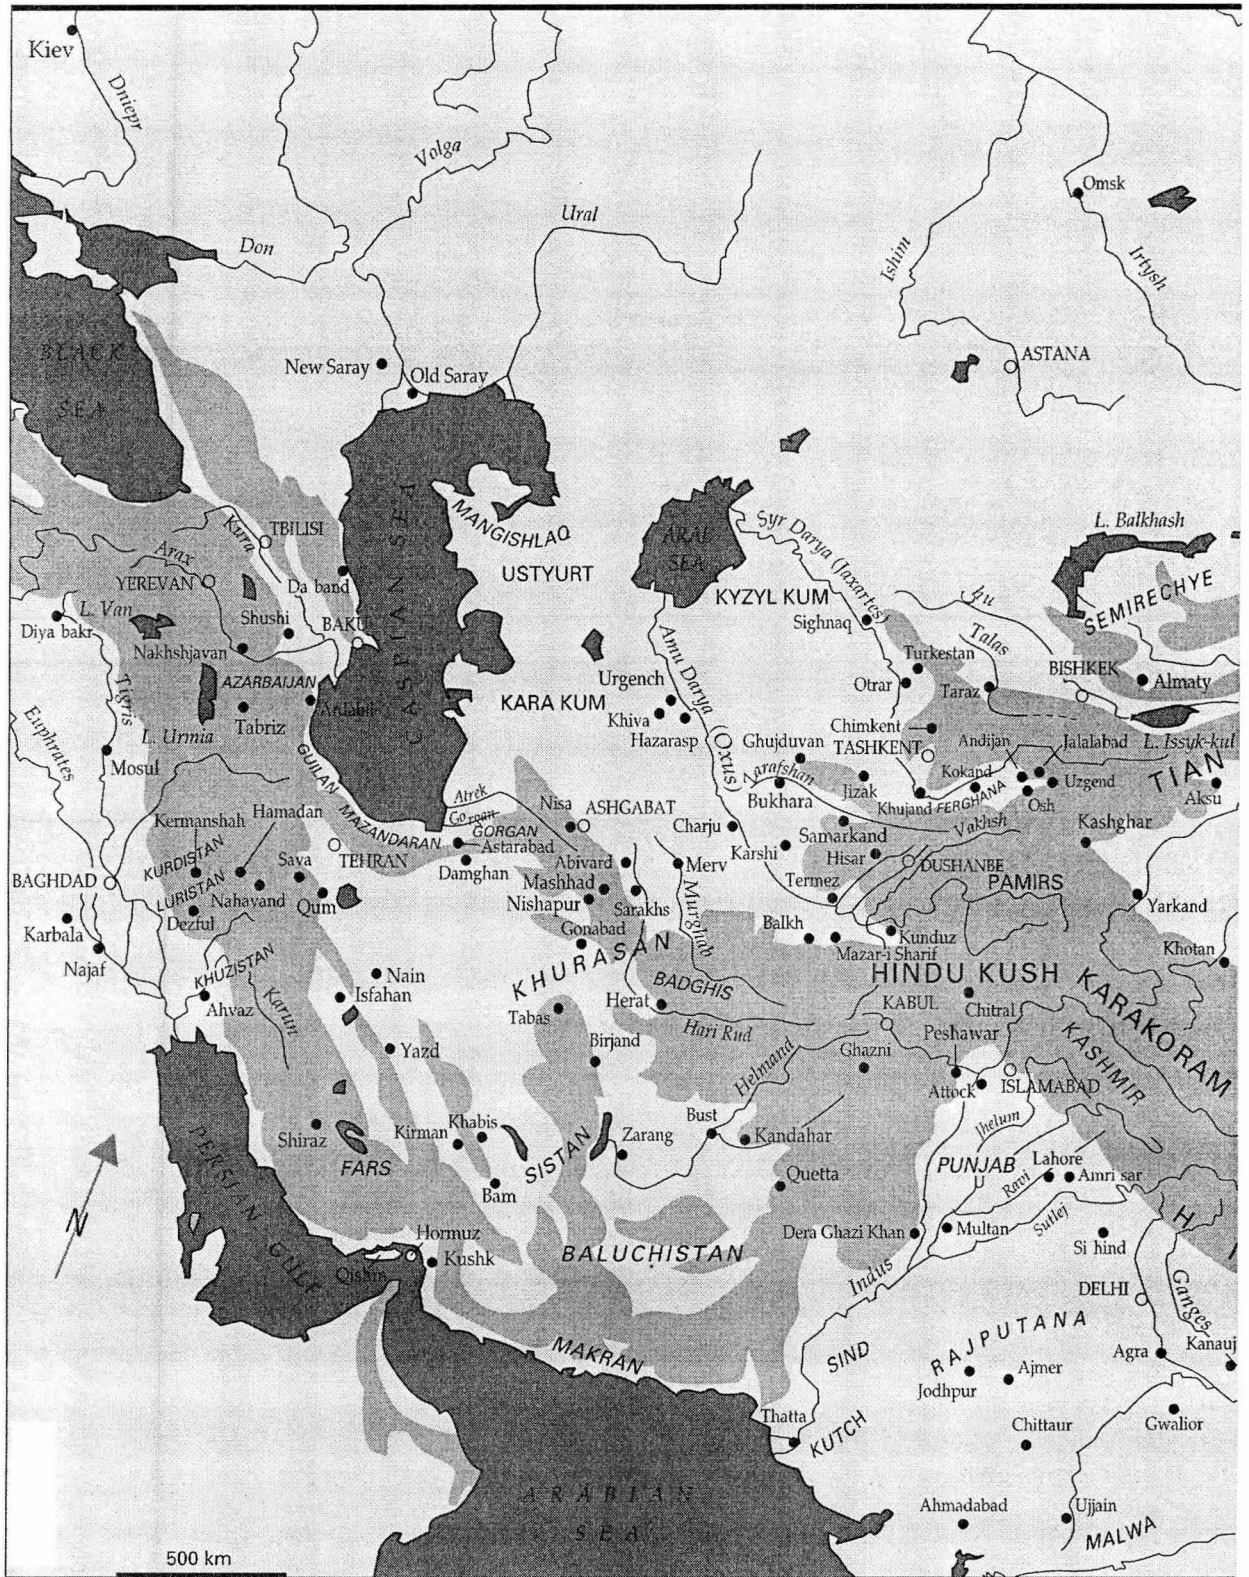 Kiev
Dniepr
Volga
Ural
Omsk
Don
Ishim
Irtysh
BLACK
SEA
New Saray
Old Saray
ASTANA
CASPIAN SEA
MANGISHLAQ
ARAL
SEA
Syr Darya (Jaxartes)
L. Balkhash
Kura
TBILISI
Arax
YEREVAN
Da band
USTYURT
KYZYL KUM
Chu
SEMIRECHYE
L. Van
Diya bakr
Shushi
BAKU
Sighnaq
Talas
Nakhshjavan
Amu Darya (Oxus)
Turkestan
BISHKEK
AZARBAIJAN
Urgench
Otrar
Taraz
Almaty
Tigris
Tabriz
Ardabil
KARA KUM
Khiva
Hazarasp
Chimkent
Euphrates
L. Urmia
Ghujduvan
TASHKENT
Andijan
Jalalabad
L. Issyk-kul
Mosul
GUILAN
Zarafshan
Kokand
Uzgend
TIAN
Atrek
Bukhara
Jizak
Khujand
FERGHANA
Osh
Aksu
Kermanshah
Hamadan
MAZANDARAN
Gorgan
Nisa
ASHGABAT
Samarkand
Vakhsh
Kashghar
GORGAN
Charju
KURDISTAN
Sava
TEHRAN
Astarabad
Abivard
Merv
Karshi
Hisar
DUSHANBE
Damghan
BAGHDAD
LURISTAN
Nahavand
Mashhad
Termez
PAMIRS
Qum
Nishapur
Sarakhs
Murghab
Yarkand
Dezful
Karbala
Gonabad
Balkh
Kunduz
Mazar-i Sharif
Khotan
Najaf
KHUZISTAN
Nain
KHURASAN
HINDU KUSH
KARAKORAM
Isfahan
BADGHIS
Ahvaz
Karun
Herat
KABUL
Chitral
Tabas
Hari Rud
Peshawar
KASHMIR
Yazd
Birjand
Helmand
Ghazni
Attock
ISLAMABAD
Shiraz
Kirman
Khabis
Bust
Jhelum
Zarang
Kandahar
FARS
SISTAN
PUNJAB
Lahore
Bam
Quetta
Ravi
Amri sar
PERSIAN GULF
N
Hormuz
Dera Ghazi Khan
Multan
Sutlej
H
Kushk
BALUCHISTAN
Si hind
I
Qishm
Indus
DELHI
Ganges
MAKRAN
SIND
RAJPUTANA
Agra
Kanauj
Jodhpur
Ajmer
Thatta
KUTCH
Chittaur
Gwalior
ARABIAN
SEA
Ahmadabad
Ujjain
MALWA
500 km